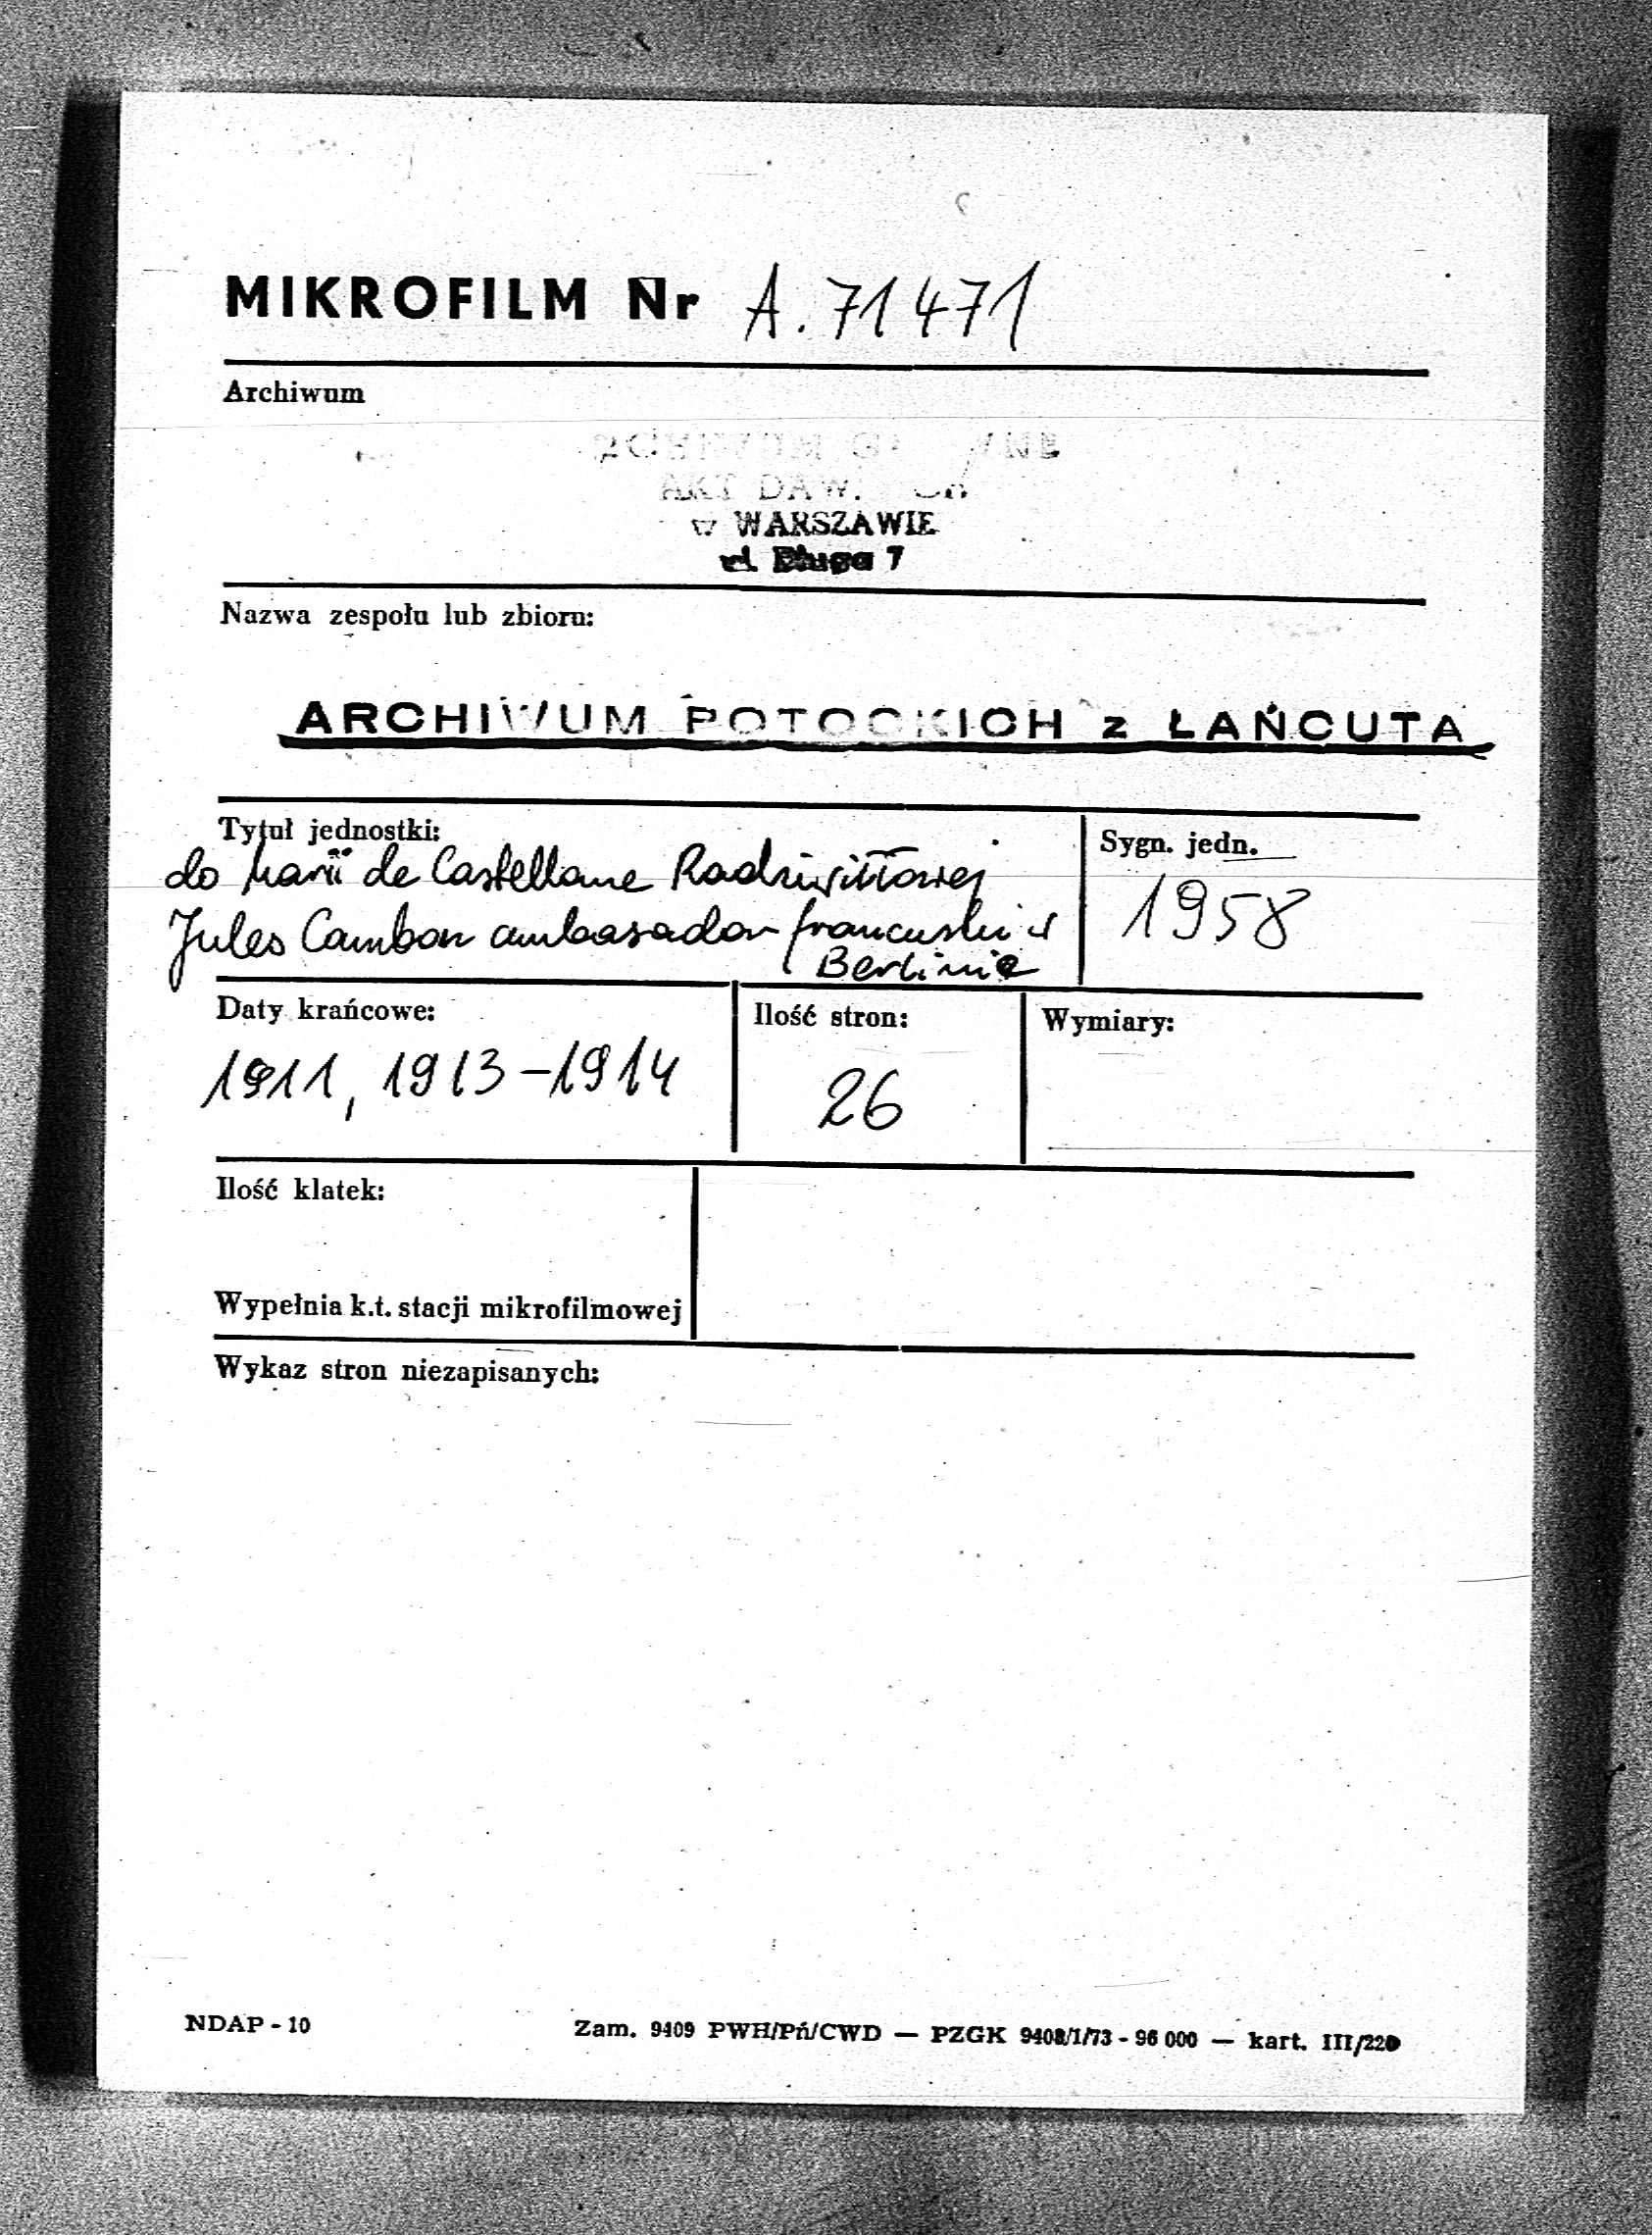 MIKROFILM Nr A. 71471
Archiwum
w WARSZAWIE
ul. Długa 7
Nazwa zespołu lub zbioru:
ARCHIWUM POTOCKICH z ŁAŃCUTA
Tytuł jednostki:
do Marii de Castellane Radziwiłłowej
Jules Cambon ambasador francuski w
Berlinie
Sygn. jedn.
1958
Daty krańcowe:
1911, 1913-1914
Ilość stron:
26
Wymiary:
Ilość klatek:
Wypełnia k.t. stacji mikrofilmowej
Wykaz stron niezapisanych:
NDAP - 10
Zam. 9409 PWH/Pń/CWD — PZGK 9408/1/73 - 96 000 — kart. III/220